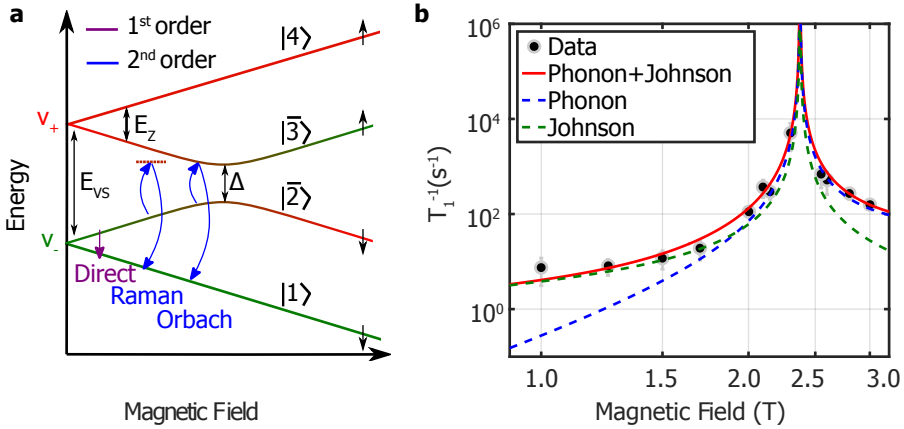 a
1st order
2nd order
|4⟩
V+
EZ
|3̄⟩
EVS
Δ
|2̄⟩
V-
Direct
Raman
Orbach
|1⟩
Energy
Magnetic Field
b
10^6
10^4
10^2
10^0
T1^-1(s^-1)
Data
Phonon+Johnson
Phonon
Johnson
1.0 1.5 2.0 2.5 3.0
Magnetic Field (T)